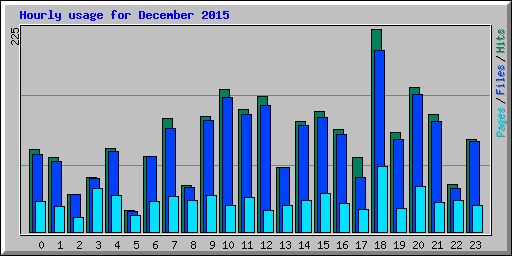 Hourly usage for December 2015
225
Pages/Files/Hits
0 1 2 3 4 5 6 7 8 9 10 11 12 13 14 15 16 17 18 19 20 21 22 23